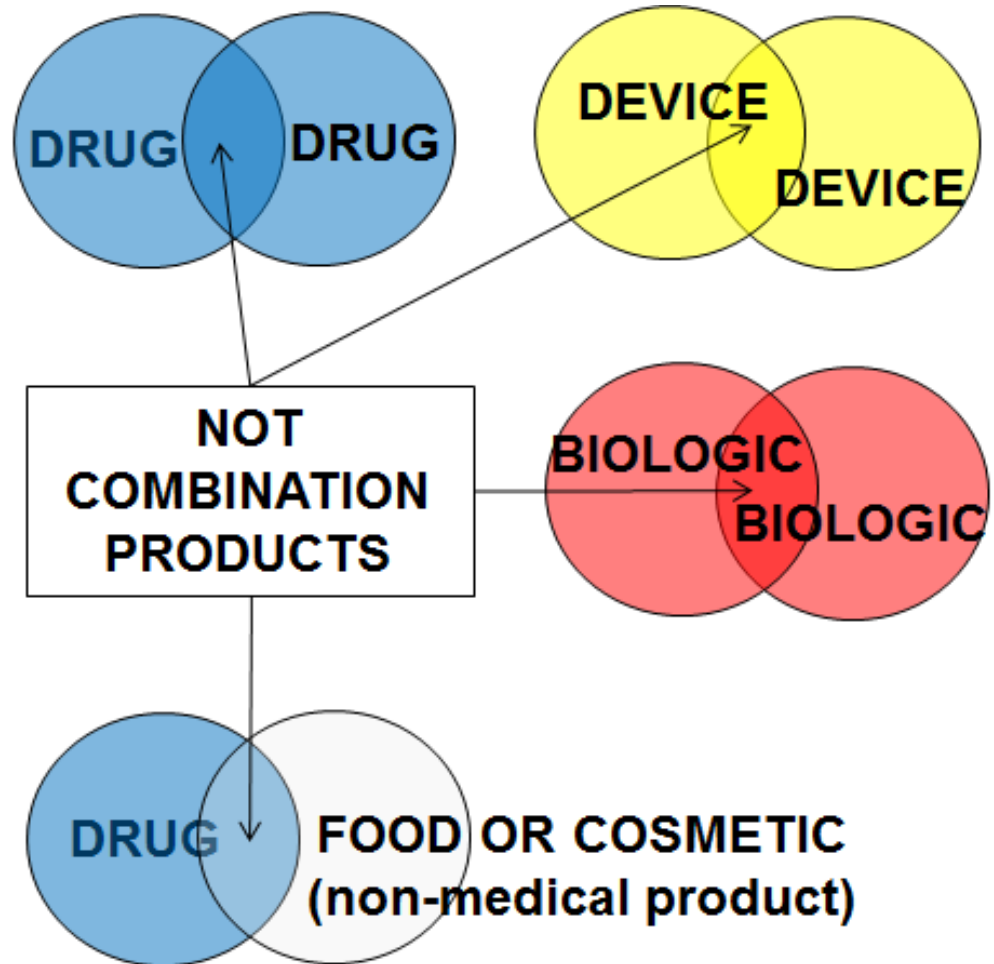 DRUG
DRUG
DEVICE
DEVICE
NOT
COMBINATION
PRODUCTS
BIOLOGIC
BIOLOGIC
DRUG
FOOD OR COSMETIC
(non-medical product)